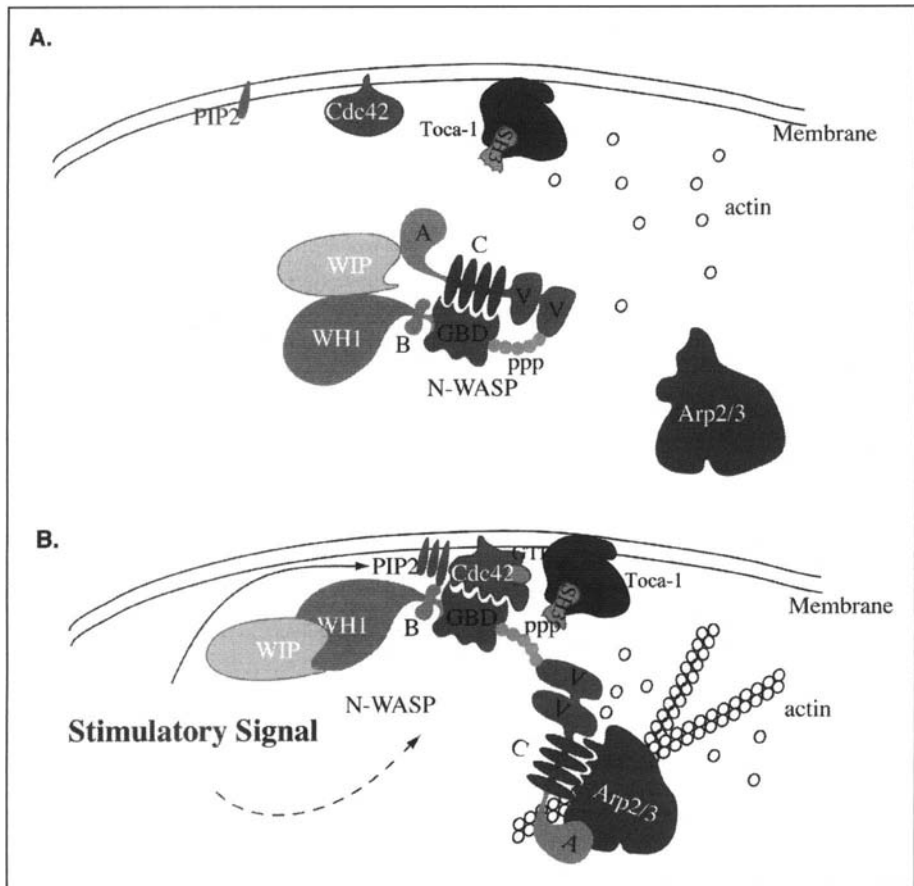 A.
PIP2
Cdc42
Toca-1
SH3
Membrane
actin
A
C
WIP
V
V
WH1
B
GBD
ppp
N-WASP
Arp2/3
B.
PIP2
Cdc42
Toca-1
SH3
Membrane
WH1
B
GBD
ppp
WIP
V
V
N-WASP
actin
Stimulatory Signal
C
Arp2/3
A